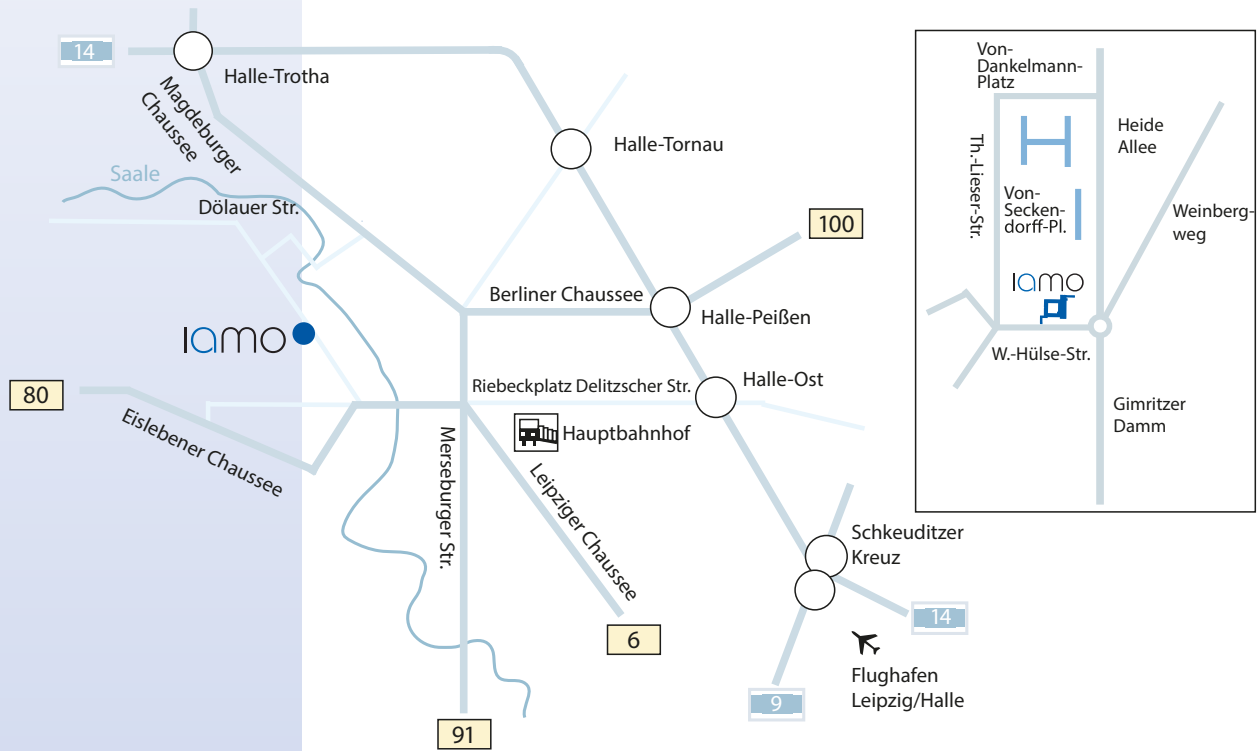 14
Halle-Trotha
Magdeburger
Chaussee
Saale
Dölauer Str.
Halle-Tornau
100
Berliner Chaussee
Halle-Peißen
iamo
80
Eislebener Chaussee
Riebeckplatz Delitzscher Str.
Halle-Ost
Hauptbahnhof
Merseburger Str.
Leipziger Chaussee
Schkeuditzer
Kreuz
6
14
9
91
Flughafen
Leipzig/Halle
Von-
Dankelmann-
Platz
Heide
Allee
Th.-Lieser-Str.
Von-
Secken-
dorff-Pl.
Weinberg-
weg
iamo
W.-Hülse-Str.
Gimritzer
Damm